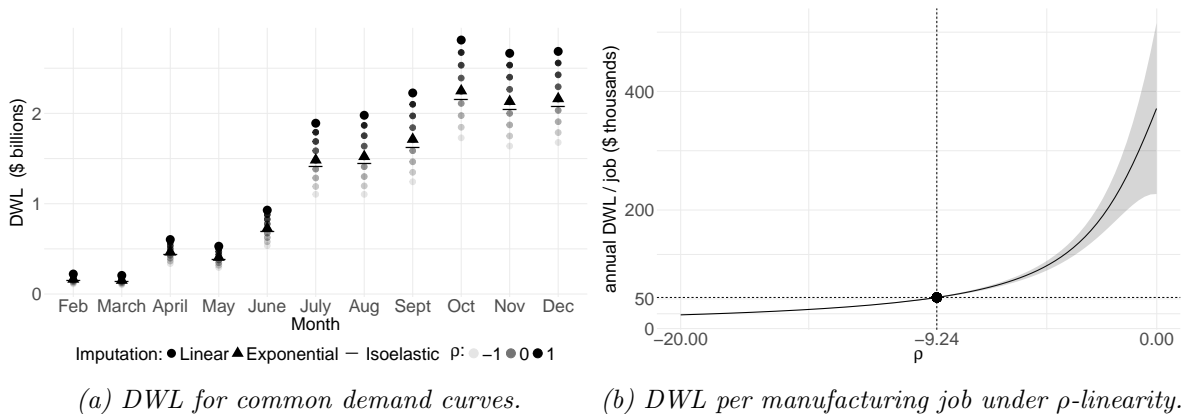 DWL ($ billions)
2
1
0
Feb March April May June July Aug Sept Oct Nov Dec
Month
Imputation: Linear Exponential Isoelastic ρ: −1 0 1
(a) DWL for common demand curves.
annual DWL / job ($ thousands)
400
200
50
0
−20.00 −9.24 0.00
ρ
(b) DWL per manufacturing job under ρ-linearity.